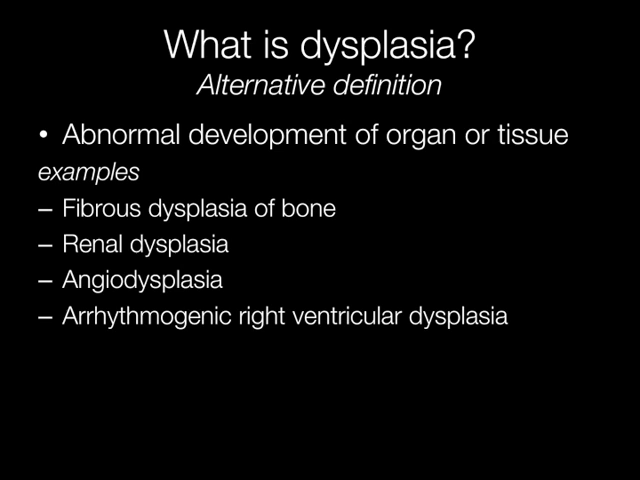 What is dysplasia?
Alternative definition
• Abnormal development of organ or tissue
examples
– Fibrous dysplasia of bone
– Renal dysplasia
– Angiodysplasia
– Arrhythmogenic right ventricular dysplasia